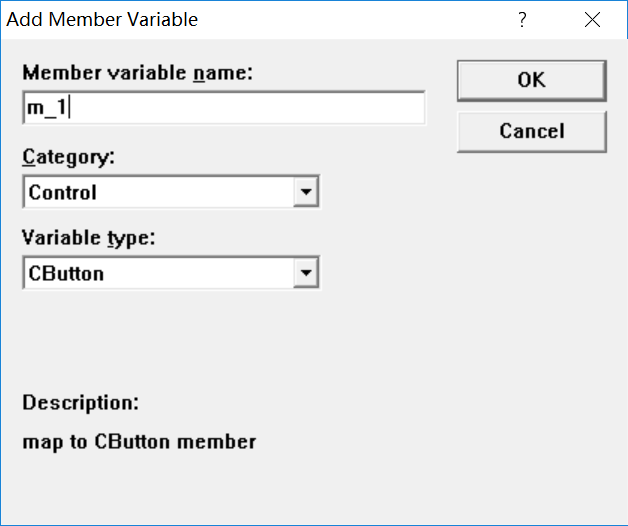 Add Member Variable
?
Member variable name:
OK
m_1
Cancel
Category:
Control
Variable type:
CButton
Description:
map to CButton member